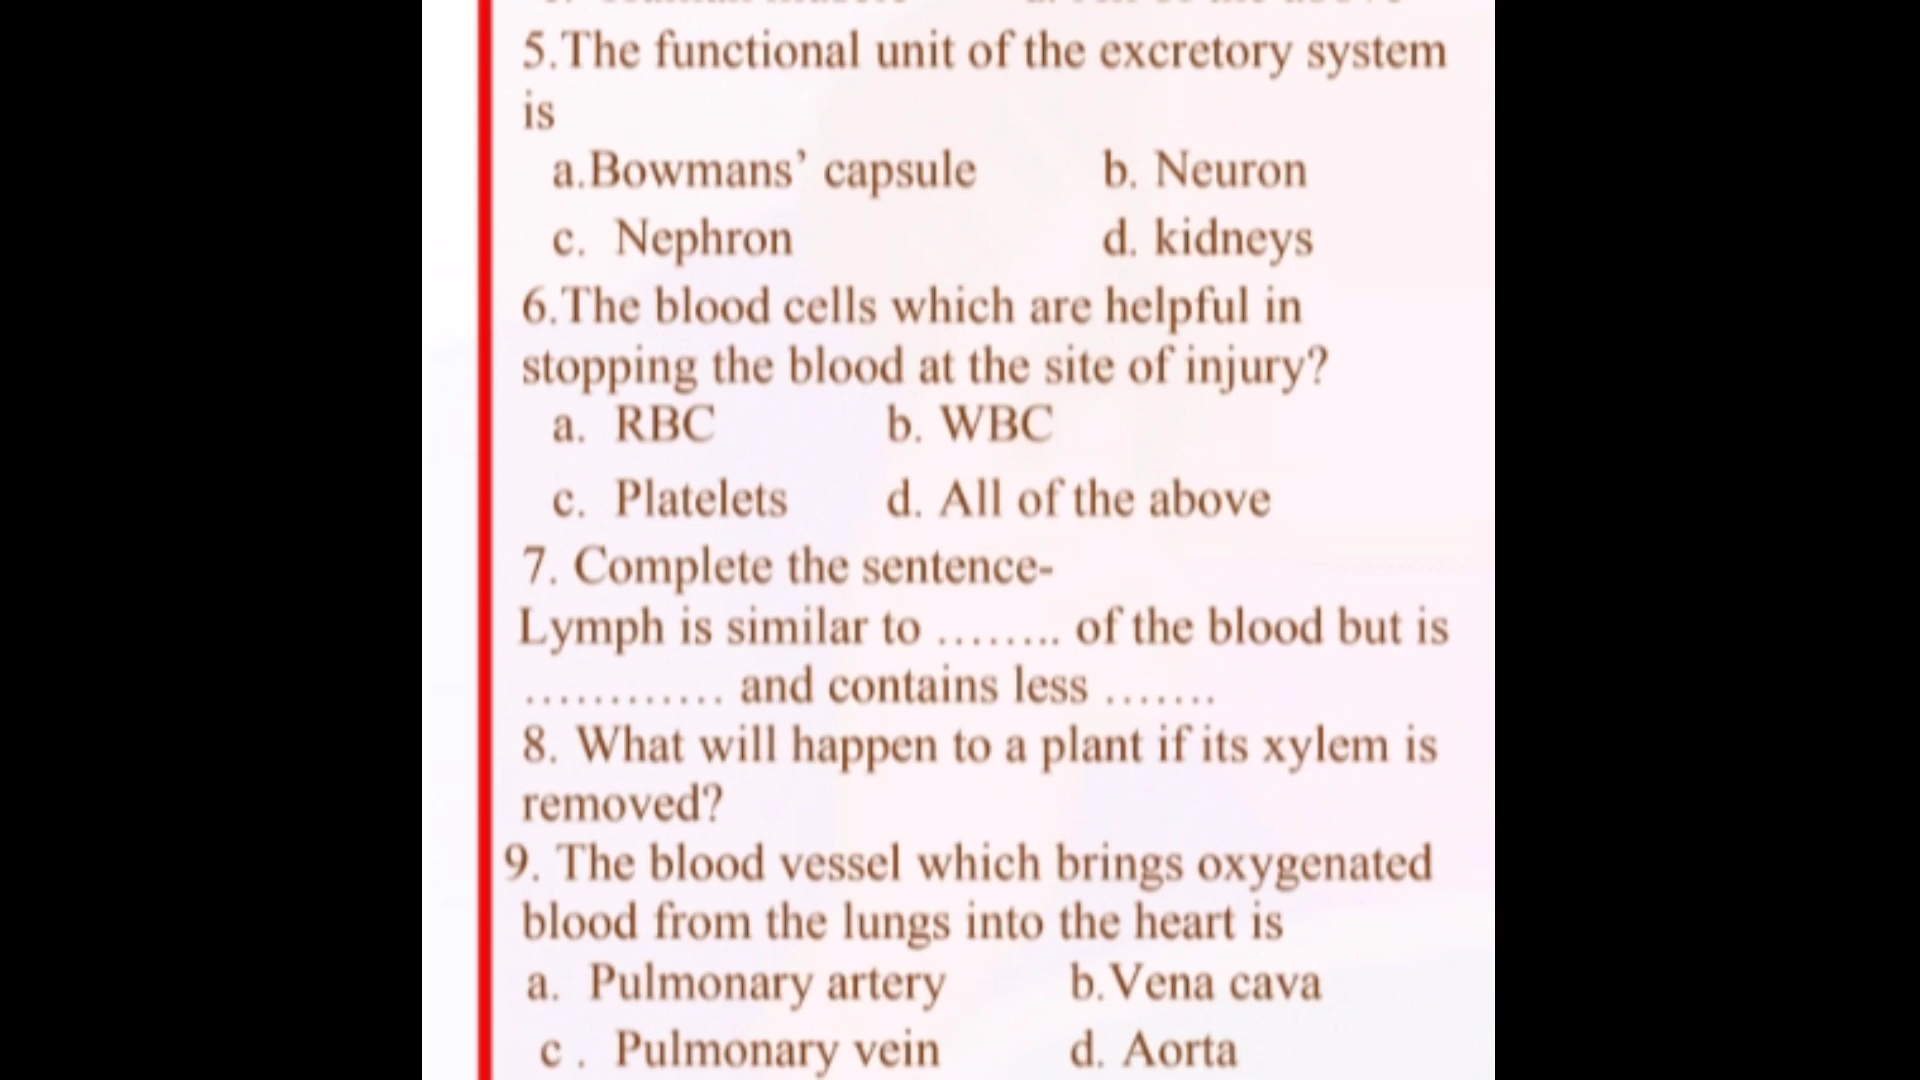 5.The functional unit of the excretory system
is
a.Bowmans’ capsule b. Neuron
c. Nephron d. kidneys
6.The blood cells which are helpful in
stopping the blood at the site of injury?
a. RBC b. WBC
c. Platelets d. All of the above
7. Complete the sentence-
Lymph is similar to …….. of the blood but is
………… and contains less …….
8. What will happen to a plant if its xylem is
removed?
9. The blood vessel which brings oxygenated
blood from the lungs into the heart is
a. Pulmonary artery b.Vena cava
c . Pulmonary vein d. Aorta